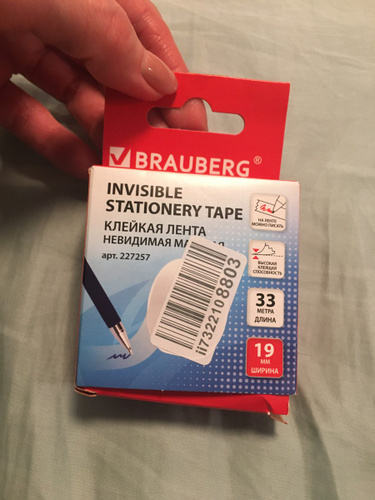 BRAUBERG®
INVISIBLE
STATIONERY TAPE
КЛЕЙКАЯ ЛЕНТА
НЕВИДИМАЯ
арт. 227257
НА ЛЕНТЕ
МОЖНО ПИСАТЬ
ВЫСОКАЯ
КЛЕЯЩАЯ
СПОСОБНОСТЬ
33
МЕТРА
ДЛИНА
19
ММ
ШИРИНА
ii7322108803